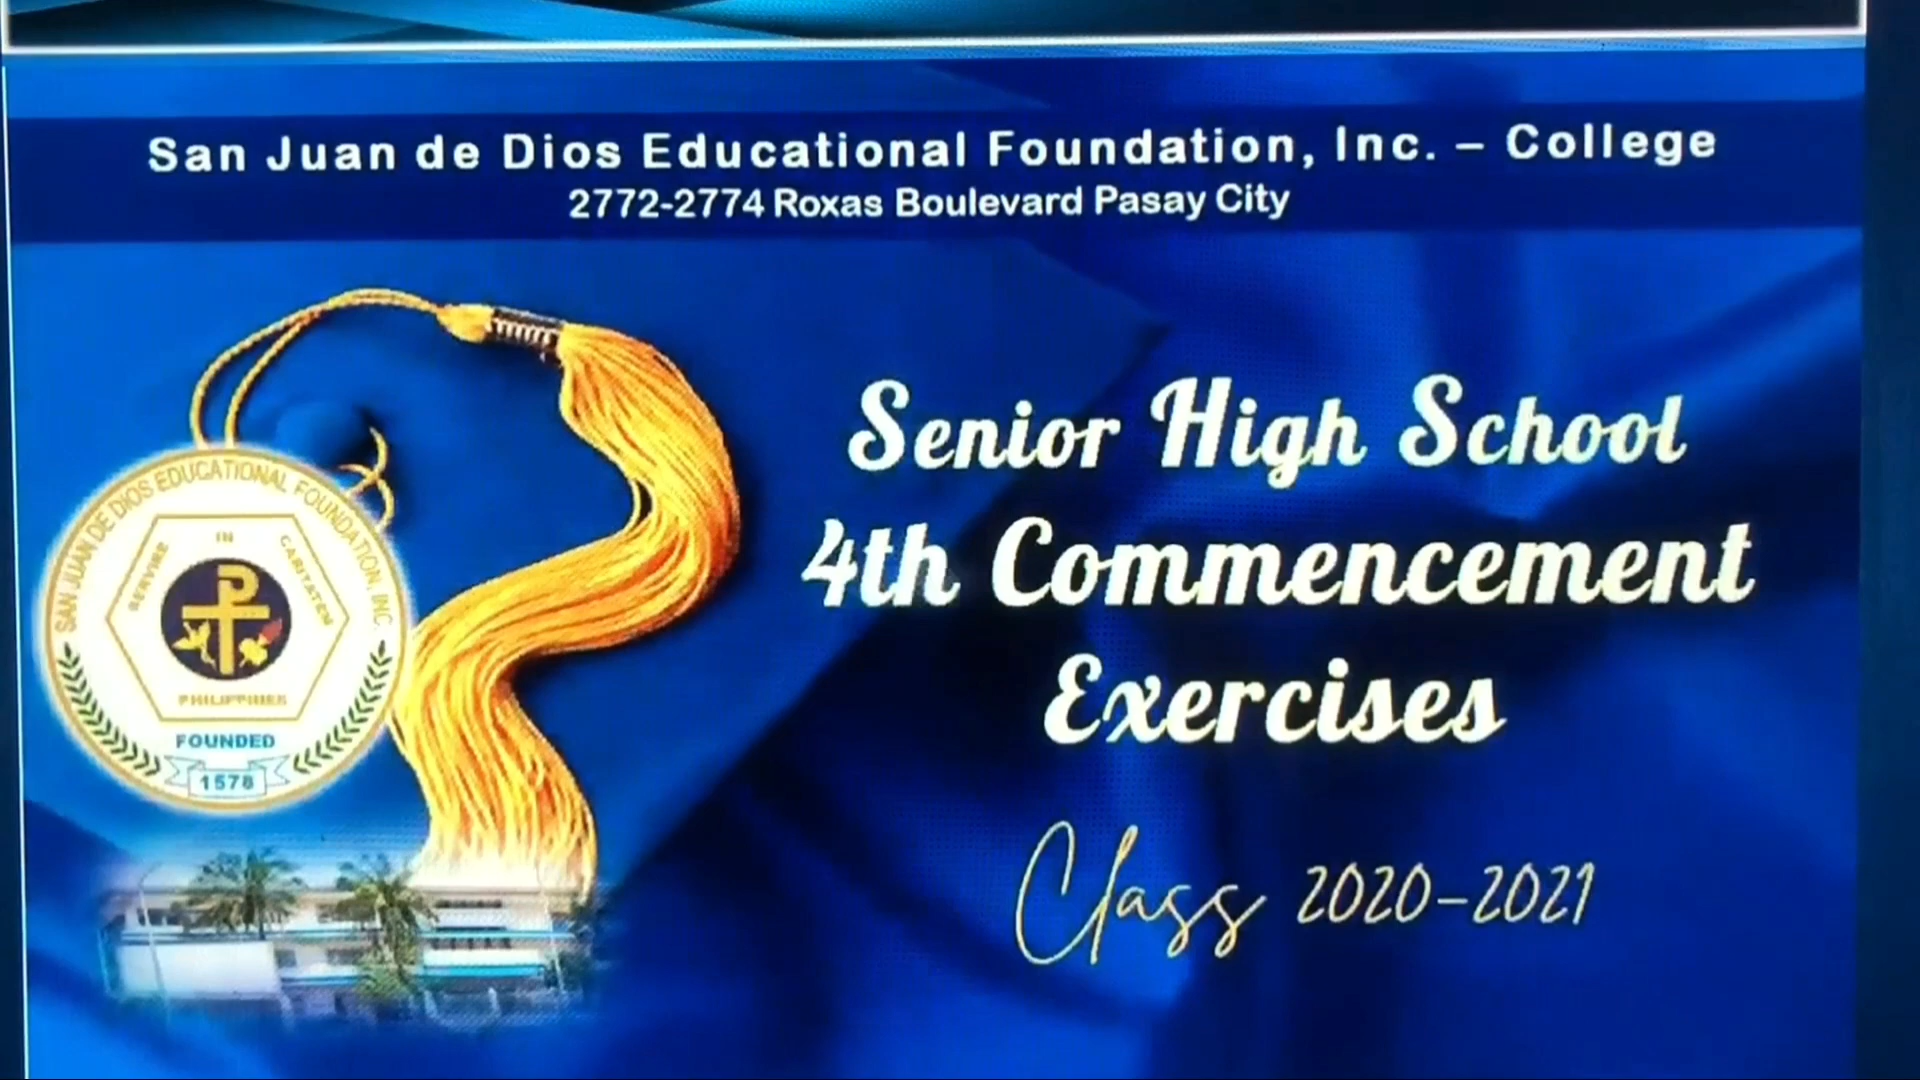 San Juan de Dios Educational Foundation, Inc. – College
2772-2774 Roxas Boulevard Pasay City
Senior High School
4th Commencement
Exercises
Class 2020-2021
SAN JUAN DE DIOS EDUCATIONAL FOUNDATION, INC.
SERVIRE IN CARITATEM
PHILIPPINES
FOUNDED
1578